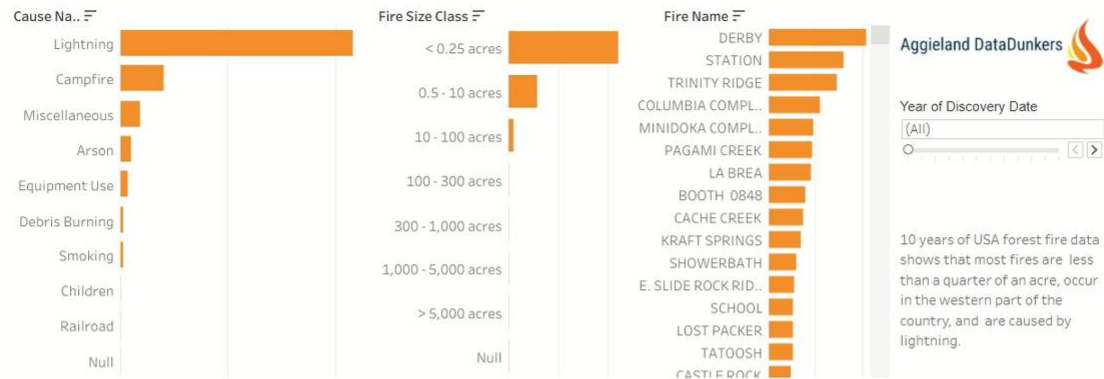 Cause Na..
Lightning
Campfire
Miscellaneous
Arson
Equipment Use
Debris Burning
Smoking
Children
Railroad
Null
Fire Size Class
< 0.25 acres
0.5 - 10 acres
10 - 100 acres
100 - 300 acres
300 - 1,000 acres
1,000 - 5,000 acres
> 5,000 acres
Null
Fire Name
DERBY
STATION
TRINITY RIDGE
COLUMBIA COMPL..
MINIDOKA COMPL..
PAGAMI CREEK
LA BREA
BOOTH 0848
CACHE CREEK
KRAFT SPRINGS
SHOWERBATH
E. SLIDE ROCK RID..
SCHOOL
LOST PACKER
TATOOSH
CASTLE ROCK
Aggieland DataDunkers
Year of Discovery Date
(All)
10 years of USA forest fire data
shows that most fires are less
than a quarter of an acre, occur
in the western part of the
country, and are caused by
lightning.